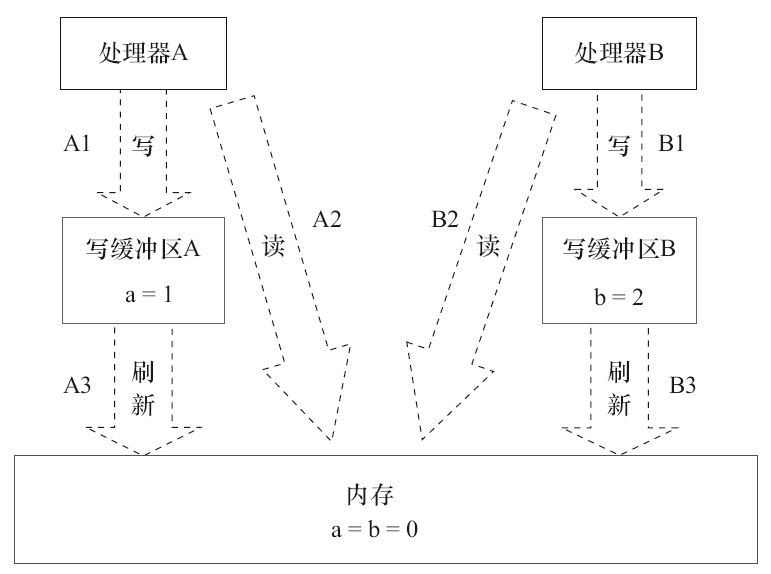 处理器A
处理器B
A1
写
写
B1
A2
B2
读
读
写缓冲区A
a = 1
写缓冲区B
b = 2
A3
刷
新
刷
新
B3
内存
a = b = 0